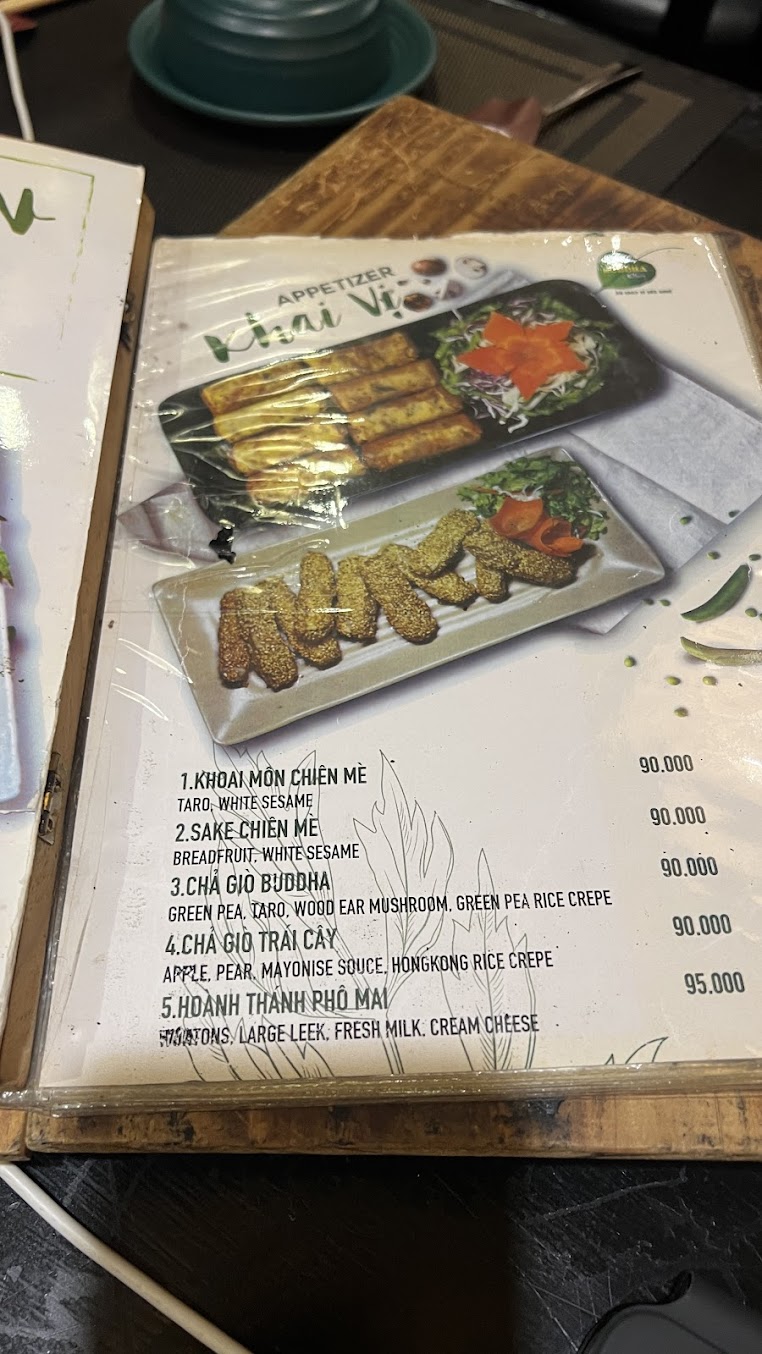 APPETIZER
Khai Vị
BUDDHA
1.KHOAI MÔN CHIÊN MÈ
90.000
TARO, WHITE SESAME
2.SAKE CHIÊN MÈ
90.000
BREADFRUIT, WHITE SESAME
3.CHẢ GIÒ BUDDHA
90.000
GREEN PEA, TARO, WOOD EAR MUSHROOM, GREEN PEA RICE CREPE
4.CHẢ GIÒ TRÁI CÂY
90.000
APPLE, PEAR, MAYONISE SOUCE, HONGKONG RICE CREPE
5.HOÀNH THÁNH PHÔ MAI
95.000
LARGE LEEK, FRESH MILK, CREAM CHEESE